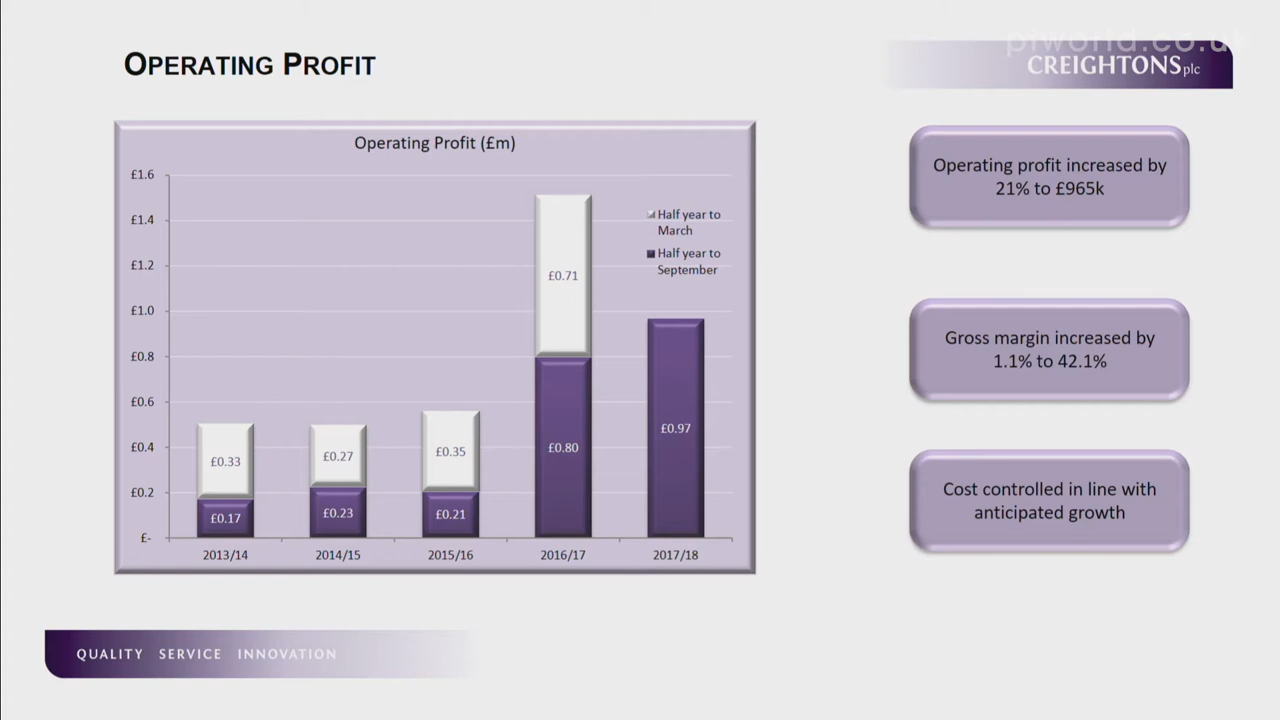 piworld.co.uk
OPERATING PROFIT
CREIGHTONSplc
Operating Profit (£m)
£1.6
£1.4
£1.2
£1.0
£0.8
£0.6
£0.4
£0.2
£-
Half year to
March
Half year to
September
£0.33
£0.17
£0.27
£0.23
£0.35
£0.21
£0.71
£0.80
£0.97
2013/14 2014/15 2015/16 2016/17 2017/18
Operating profit increased by
21% to £965k
Gross margin increased by
1.1% to 42.1%
Cost controlled in line with
anticipated growth
QUALITY SERVICE INNOVATION